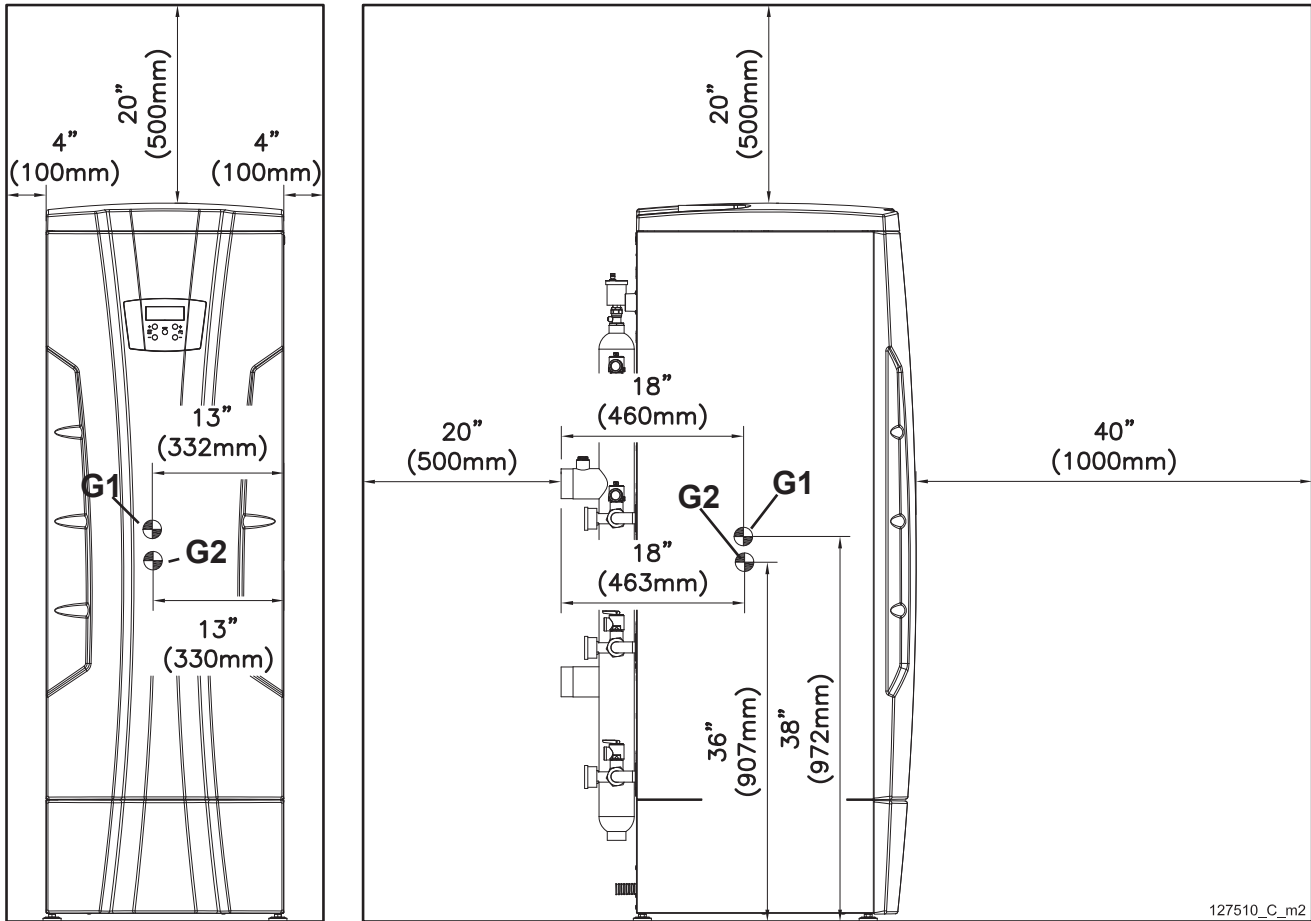 20”
(500mm)
4”
(100mm)
4”
(100mm)
13”
(332mm)
G1
G2
13”
(330mm)
20”
(500mm)
18”
(460mm)
20”
(500mm)
40”
(1000mm)
G2
G1
18”
(463mm)
36”
(907mm)
38”
(972mm)
127510_C_m2